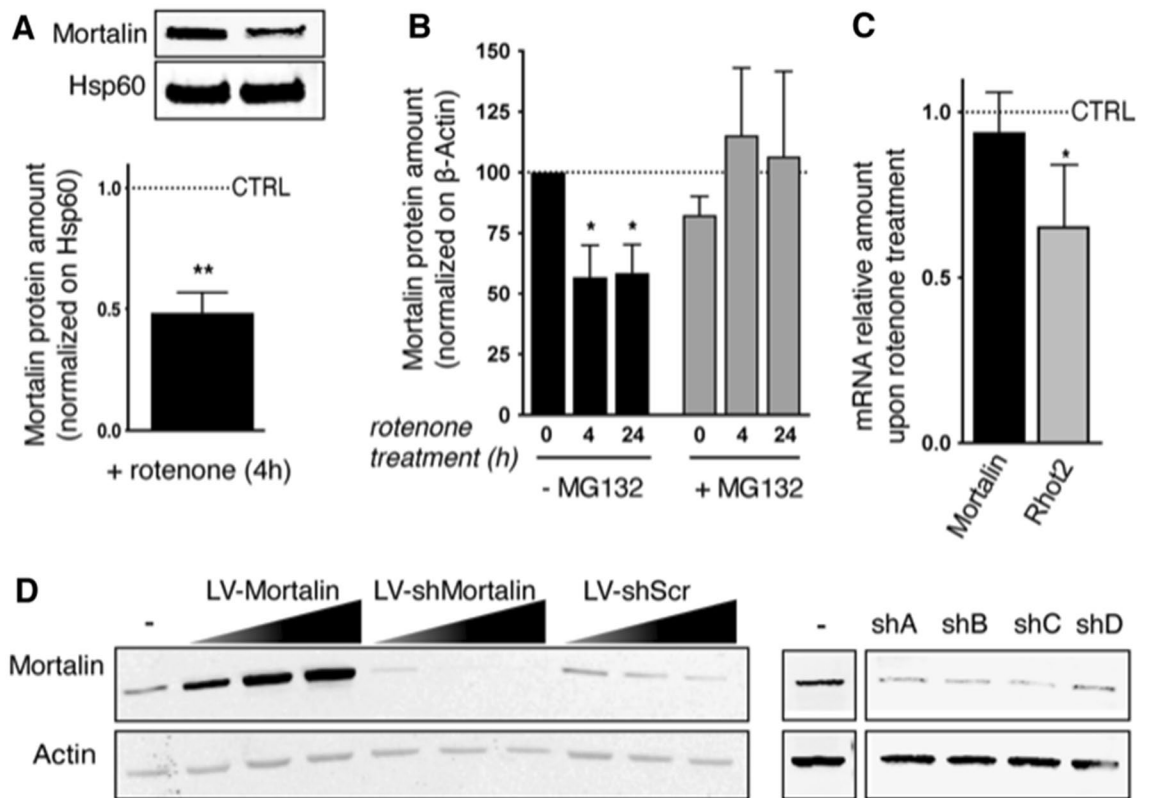 A
Mortalin
Hsp60
Mortalin protein amount
(normalized on Hsp60)
1.0
CTRL
**
0.5
0.0
+ rotenone (4h)
B
Mortalin protein amount
(normalized on β-Actin)
150
125
100
75
50
25
0
* *
rotenone
treatment (h)
0 4 24 0 4 24
- MG132 + MG132
C
mRNA relative amount
upon rotenone treatment
1.0
CTRL
*
0.5
0.0
Mortalin
Rhot2
D
- LV-Mortalin LV-shMortalin LV-shScr
Mortalin
Actin
- shA shB shC shD